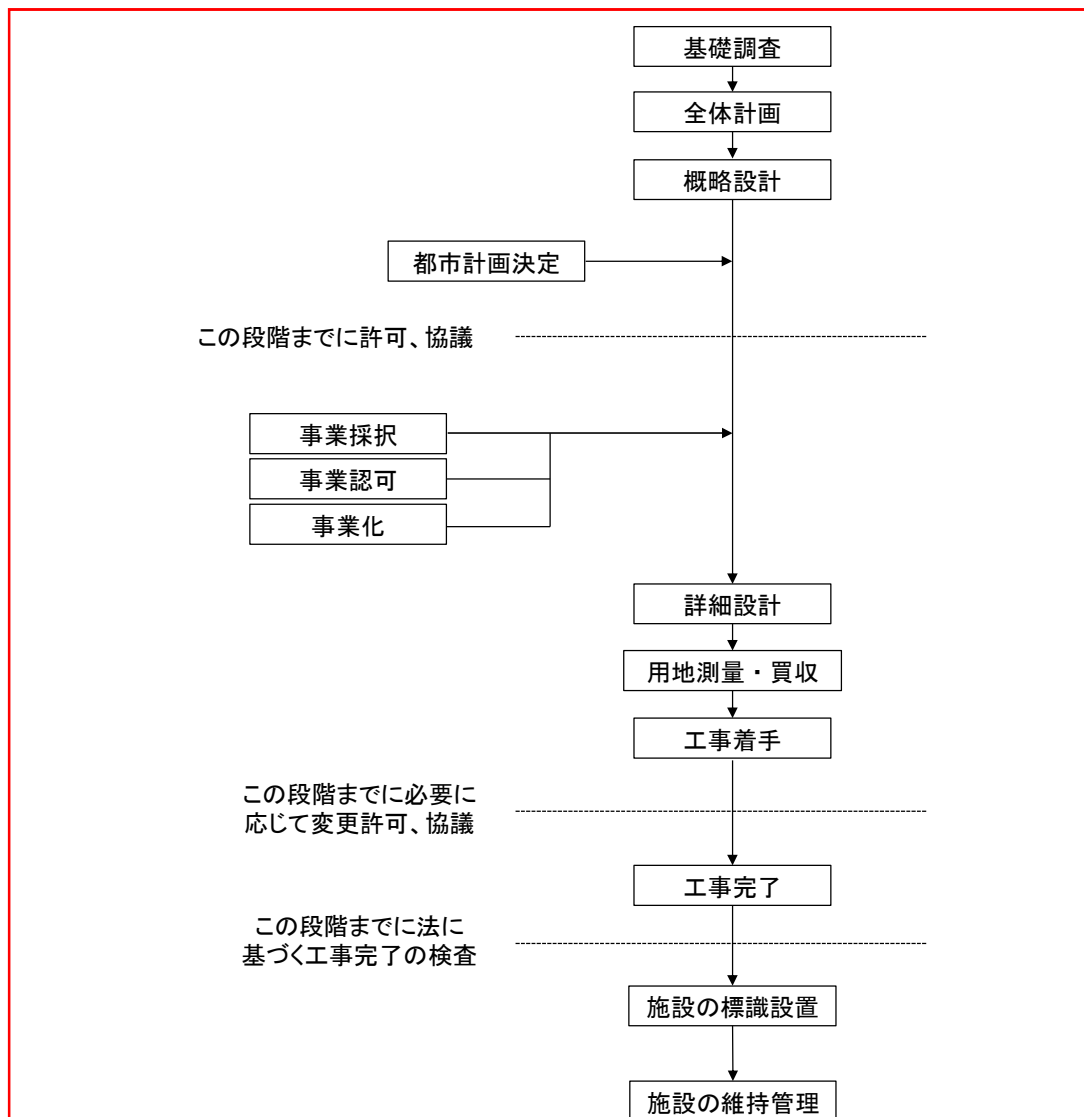 基礎調査
全体計画
概略設計
都市計画決定
この段階までに許可、協議
事業採択
事業認可
事業化
詳細設計
用地測量・買収
工事着手
この段階までに必要に
応じて変更許可、協議
工事完了
この段階までに法に
基づく工事完了の検査
施設の標識設置
施設の維持管理